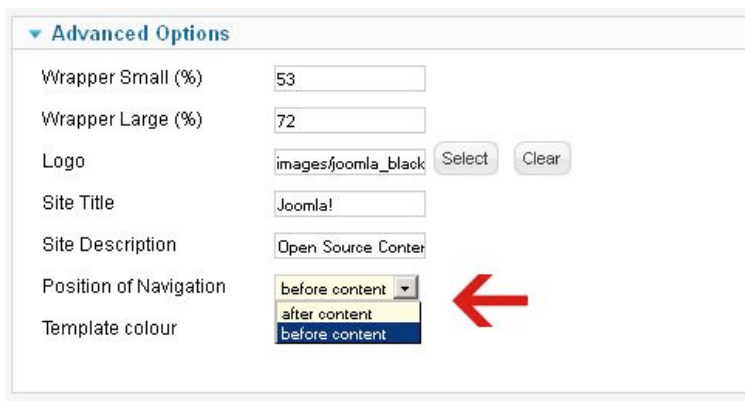 Advanced Options
Wrapper Small (%) 53
Wrapper Large (%) 72
Logo images/joomla_black Select Clear
Site Title Joomla!
Site Description Open Source Conter
Position of Navigation before content
after content
Template colour before content